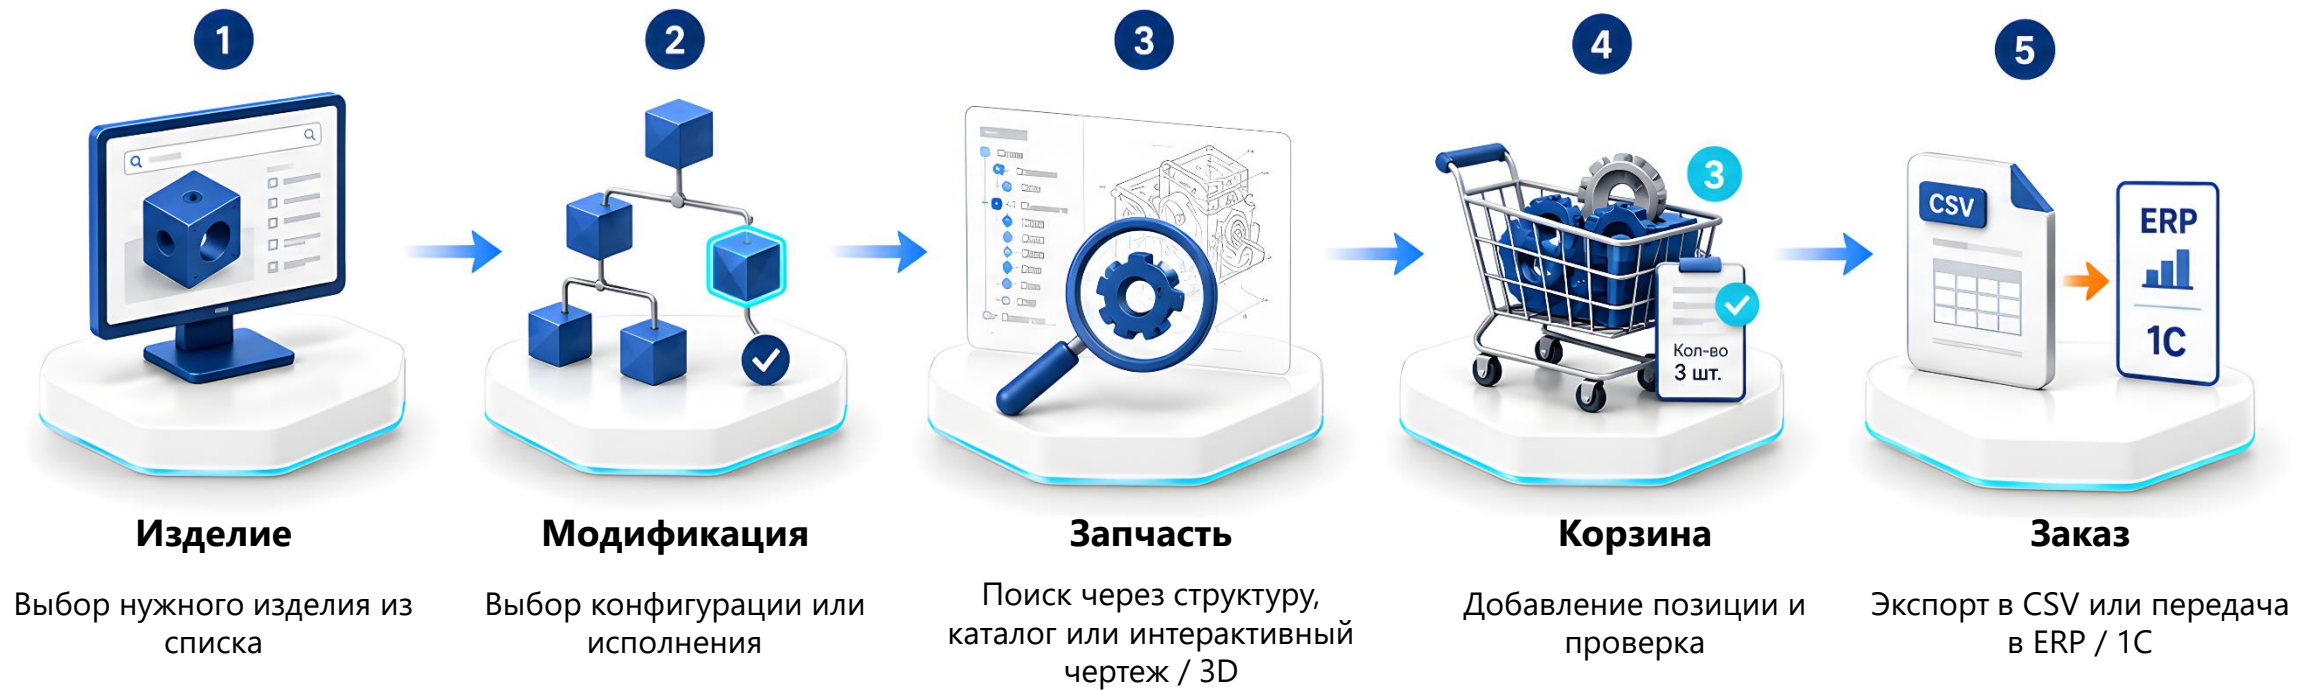 1
2
3
4
5
3
CSV
ERP
1С
Кол-во
3 шт.
Изделие
Выбор нужного изделия из
списка
Модификация
Выбор конфигурации или
исполнения
Запчасть
Поиск через структуру,
каталог или интерактивный
чертеж / 3D
Корзина
Добавление позиции и
проверка
Заказ
Экспорт в CSV или передача
в ERP / 1С